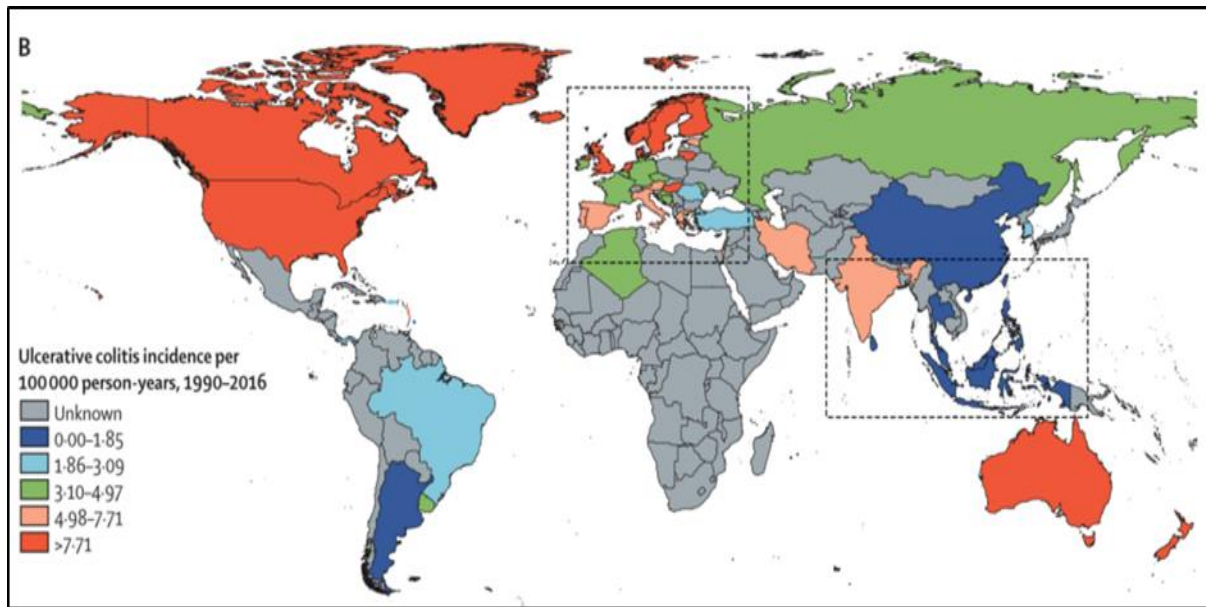 B
Ulcerative colitis incidence per
100 000 person-years, 1990–2016
Unknown
0·00–1·85
1·86–3·09
3·10–4·97
4·98–7·71
>7·71